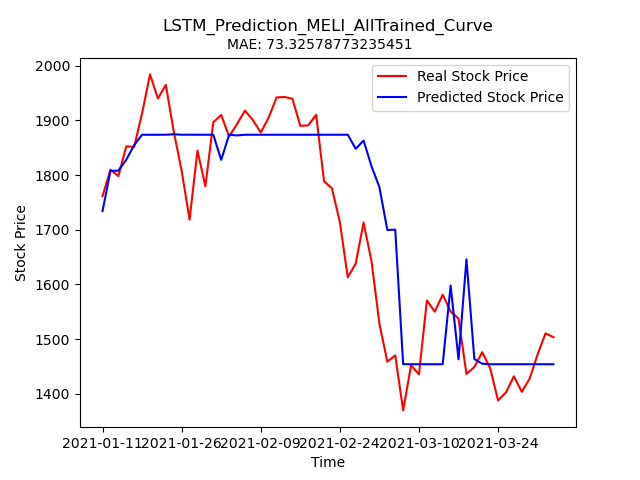 LSTM_Prediction_MELI_AllTrained_Curve
MAE: 73.32578773235451
Real Stock Price
Predicted Stock Price
Stock Price
2000
1900
1800
1700
1600
1500
1400
2021-01-11 2021-01-26 2021-02-09 2021-02-24 2021-03-10 2021-03-24
Time